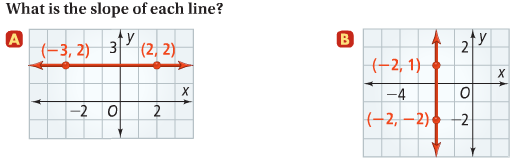 What is the slope of each line?
A
y
(−3, 2) 3 (2, 2)
x
−2 O 2
B
y
2
(−2, 1)
x
−4 O
(−2, −2) −2